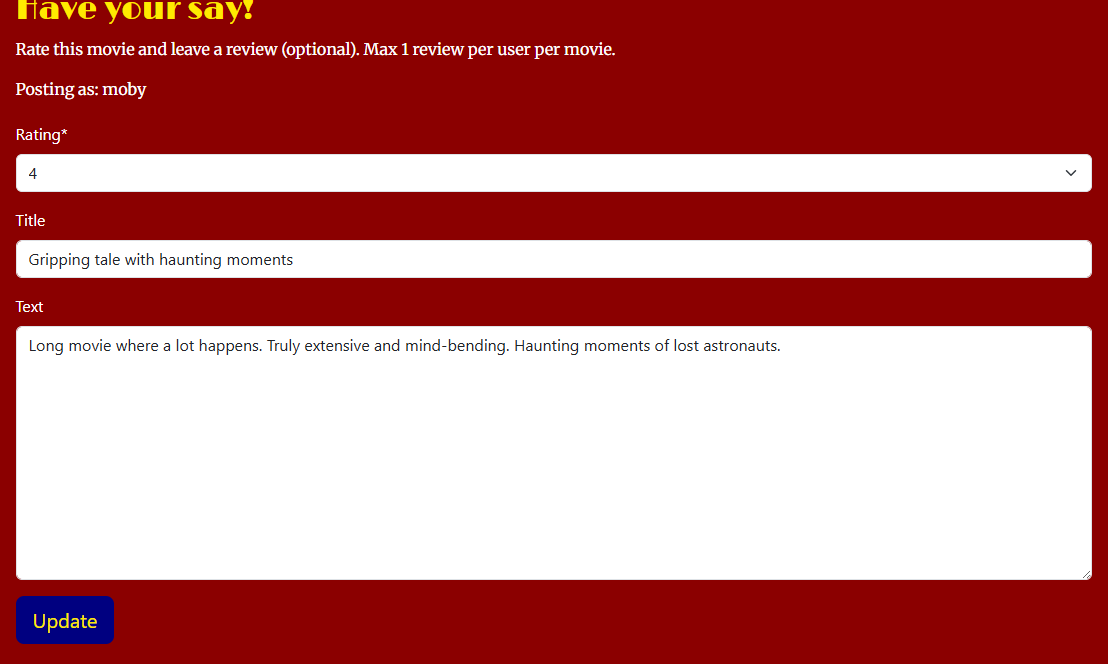 Have your say!
Rate this movie and leave a review (optional). Max 1 review per user per movie.
Posting as: moby
Rating*
4
Title
Gripping tale with haunting moments
Text
Long movie where a lot happens. Truly extensive and mind-bending. Haunting moments of lost astronauts.
Update